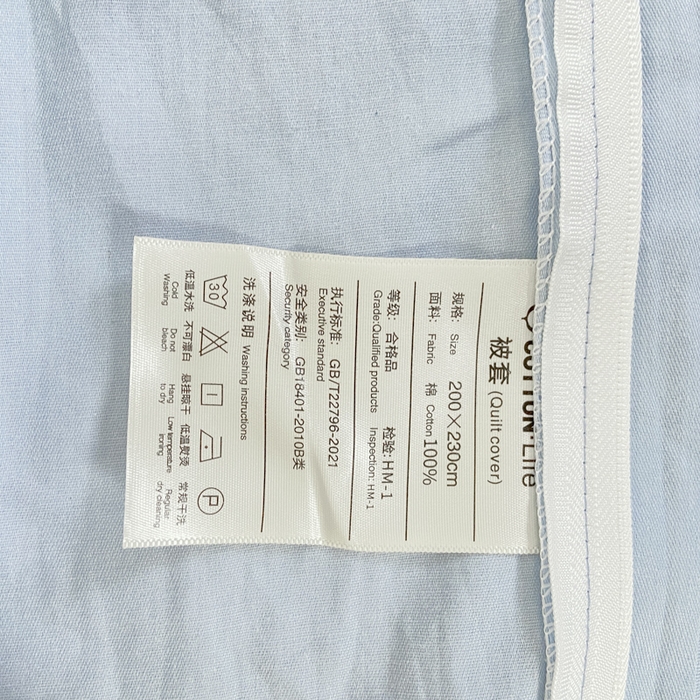 COTTON·Life
被套 (Quilt cover)
规格: Size 200×230cm
面料: Fabric 棉 Cotton 100%
等级: 合格品 检验: HM-1
Grade: Qualified products Inspection: HM-1
执行标准: GB/T22796-2021
Executive standard
安全类别: GB18401-2010B类
Security category
洗涤说明 Washing instructions
30 P
低温水洗 不可漂白 悬挂晾干 低温熨烫 常规干洗
Cold Washing Do not bleach Hang to dry Low temperature ironing Regular dry cleaning